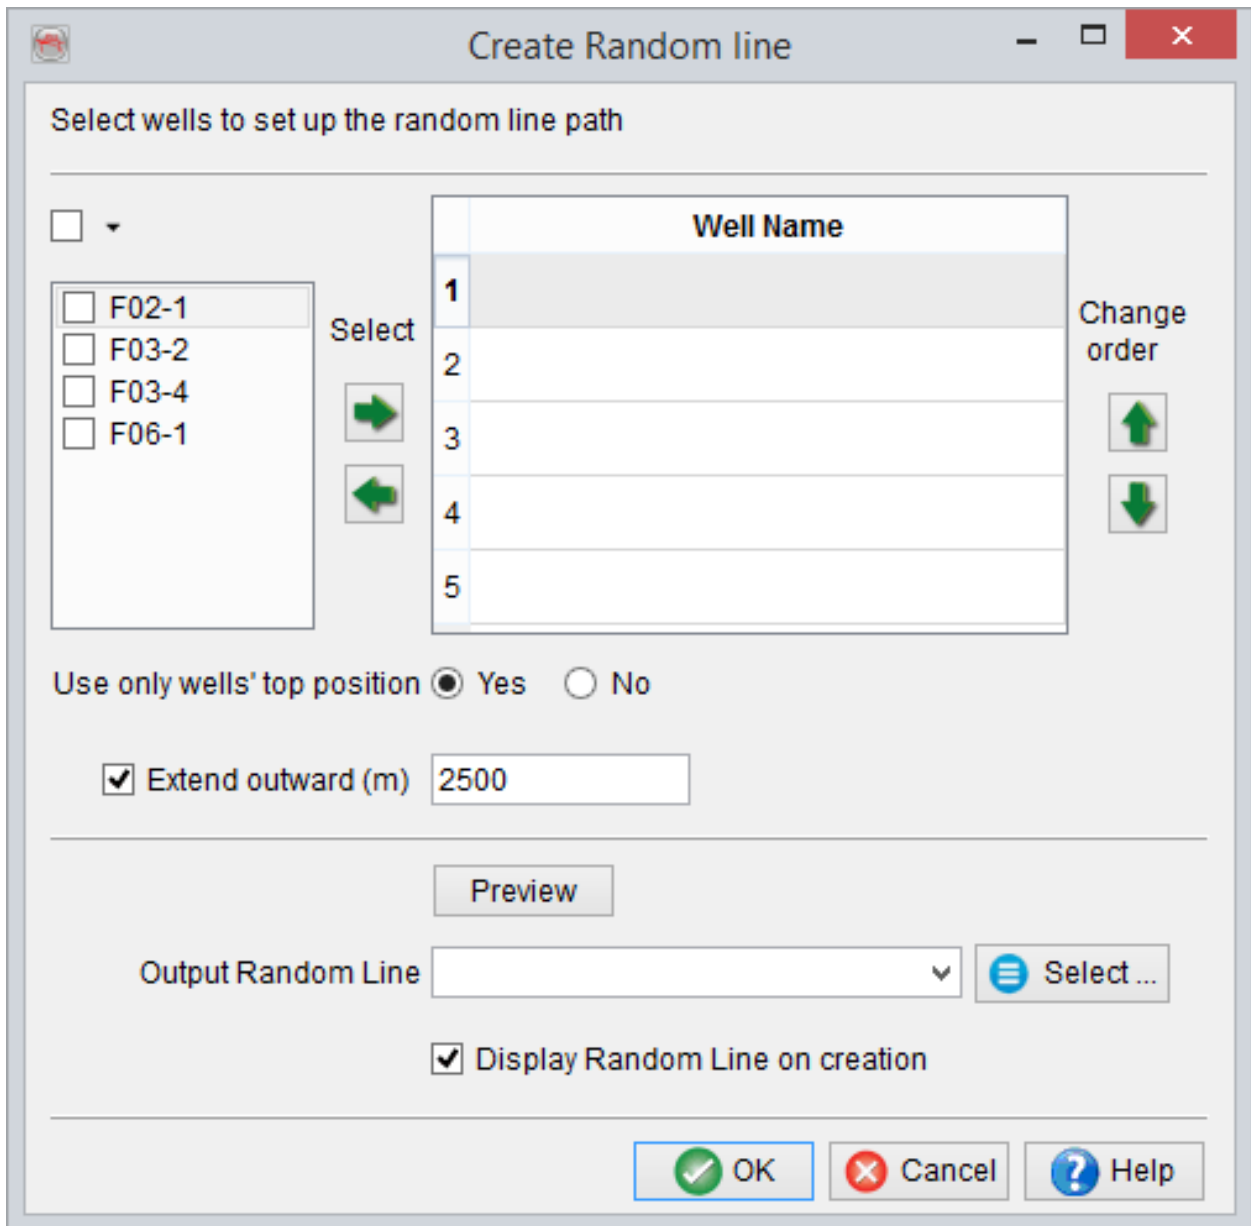 Create Random line
Select wells to set up the random line path
Well Name
F02-1
F03-2
F03-4
F06-1
Select
1
2
3
4
5
Change
order
Use only wells' top position Yes No
Extend outward (m) 2500
Preview
Output Random Line Select ...
Display Random Line on creation
OK Cancel Help